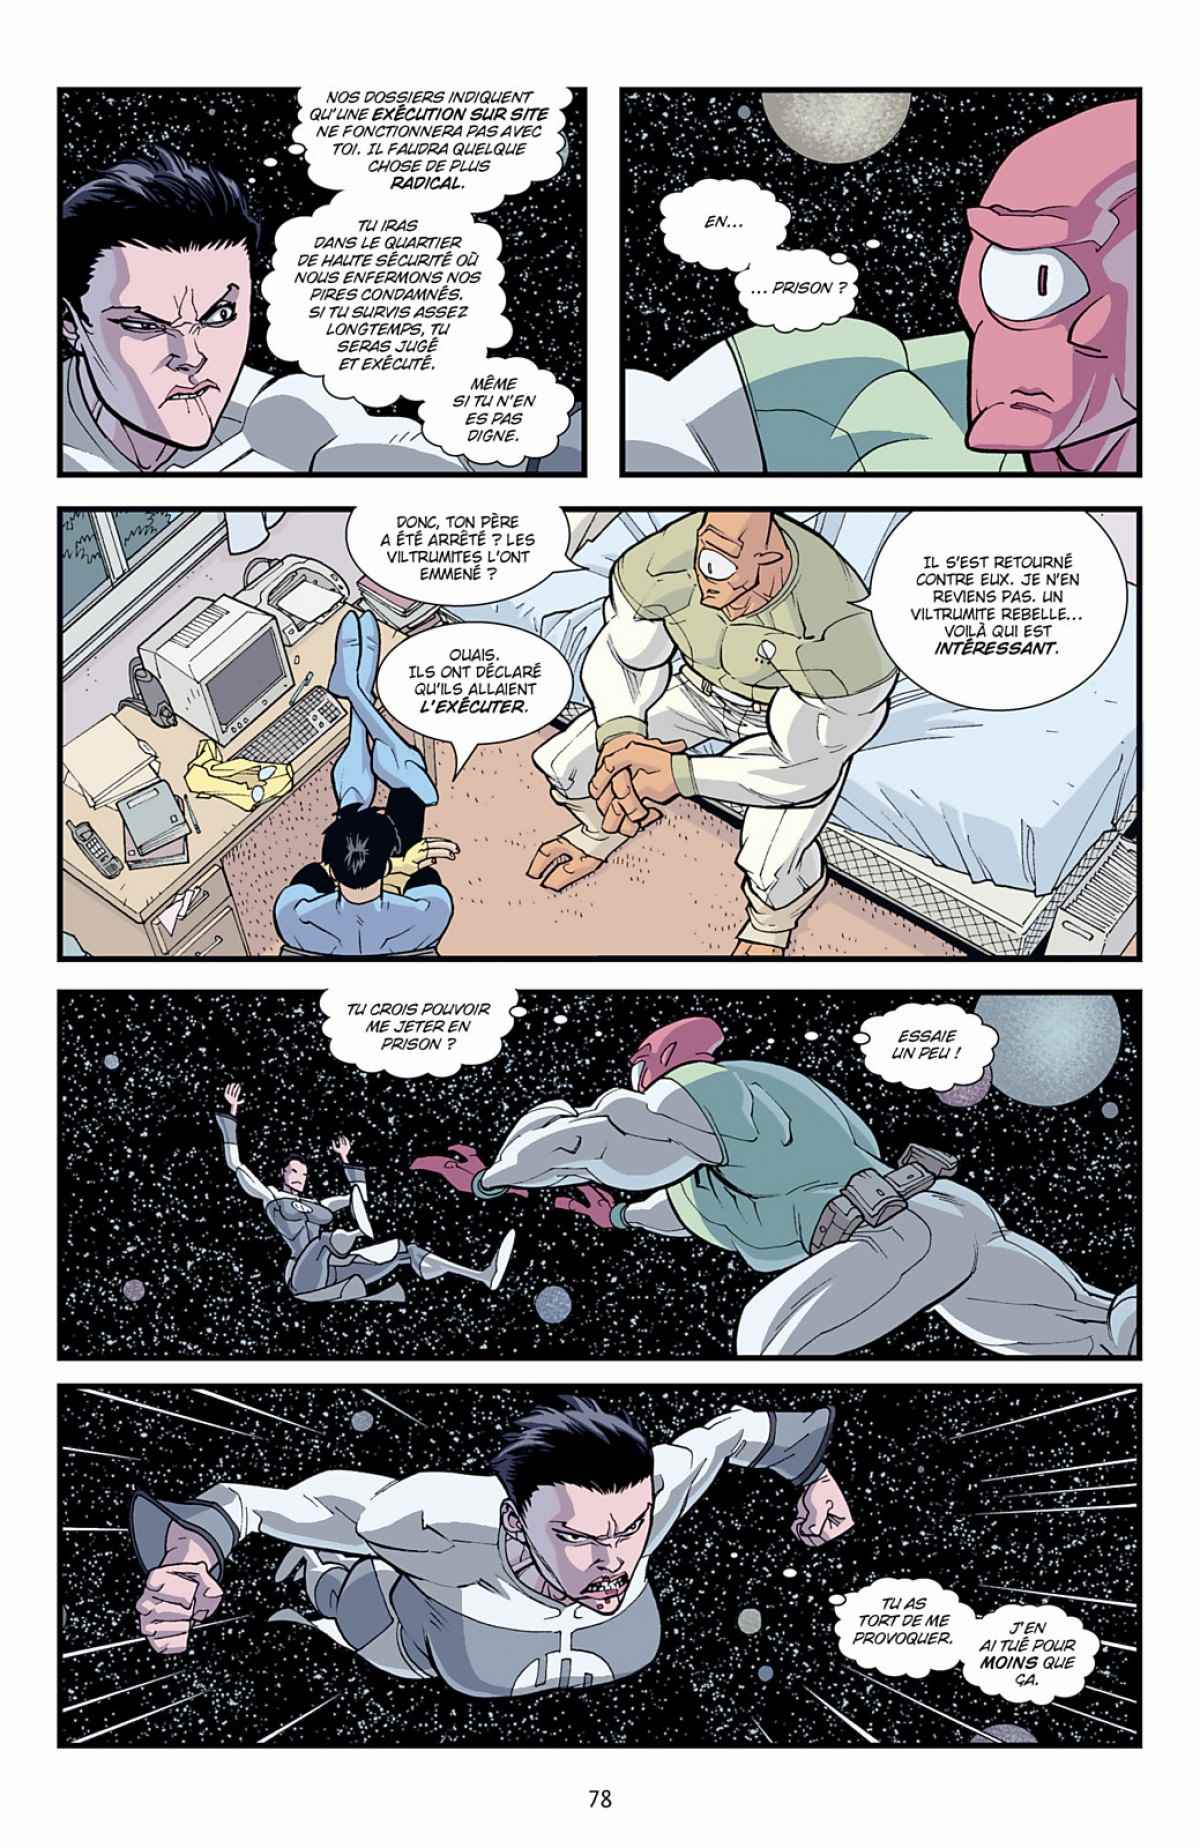 NOS DOSSIERS INDIQUENT
QU'UNE EXÉCUTION SUR SITE
NE FONCTIONNERA PAS AVEC
TOI. IL FAUDRA QUELQUE
CHOSE DE PLUS
RADICAL.
TU IRAS
DANS LE QUARTIER
DE HAUTE SÉCURITÉ OÙ
NOUS ENFERMONS NOS
PIRES CONDAMNÉS.
SI TU SURVIS ASSEZ
LONGTEMPS, TU
SERAS JUGÉ
ET EXÉCUTÉ.
MÊME
SI TU N'EN
ES PAS
DIGNE.
EN...
... PRISON ?
DONC, TON PÈRE
A ÉTÉ ARRÊTÉ ? LES
VILTRUMITES L'ONT
EMMENÉ ?
OUAIS.
ILS ONT DÉCLARÉ
QU'ILS ALLAIENT
L'EXÉCUTER.
IL S'EST RETOURNÉ
CONTRE EUX. JE N'EN
REVIENS PAS. UN
VILTRUMITE REBELLE...
VOILÀ QUI EST
INTÉRESSANT.
TU CROIS POUVOIR
ME JETER EN
PRISON ?
ESSAIE
UN PEU !
TU AS
TORT DE ME
PROVOQUER.
J'EN
AI TUÉ POUR
MOINS QUE
ÇA.
78